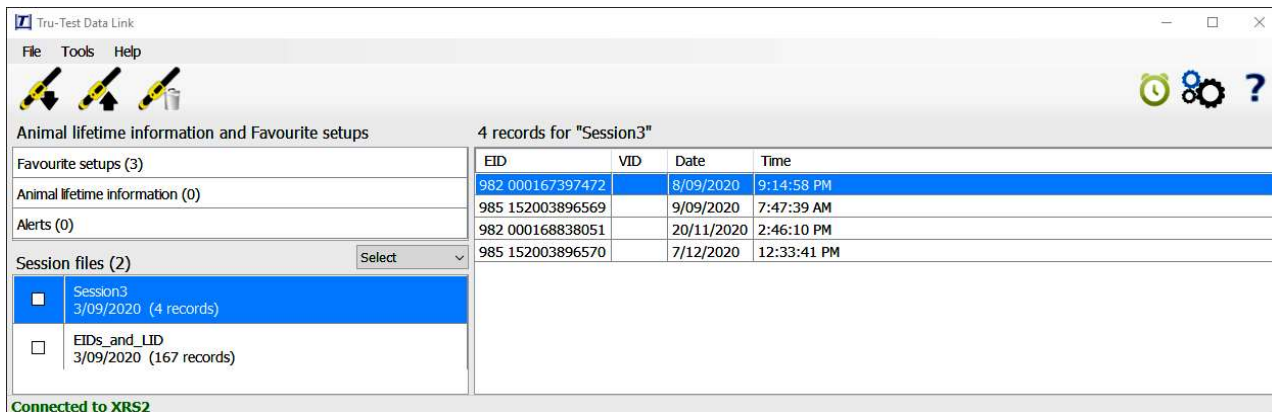 Tru-Test Data Link
File Tools Help
?
Animal lifetime information and Favourite setups
Favourite setups (3)
Animal lifetime information (0)
Alerts (0)
Session files (2) Select
Session3
3/09/2020 (4 records)
EIDs_and_LID
3/09/2020 (167 records)
4 records for "Session3"
EID VID Date Time
982 000167397472 8/09/2020 9:14:58 PM
985 152003896569 9/09/2020 7:47:39 AM
982 000168838051 20/11/2020 2:46:10 PM
985 152003896570 7/12/2020 12:33:41 PM
Connected to XRS2